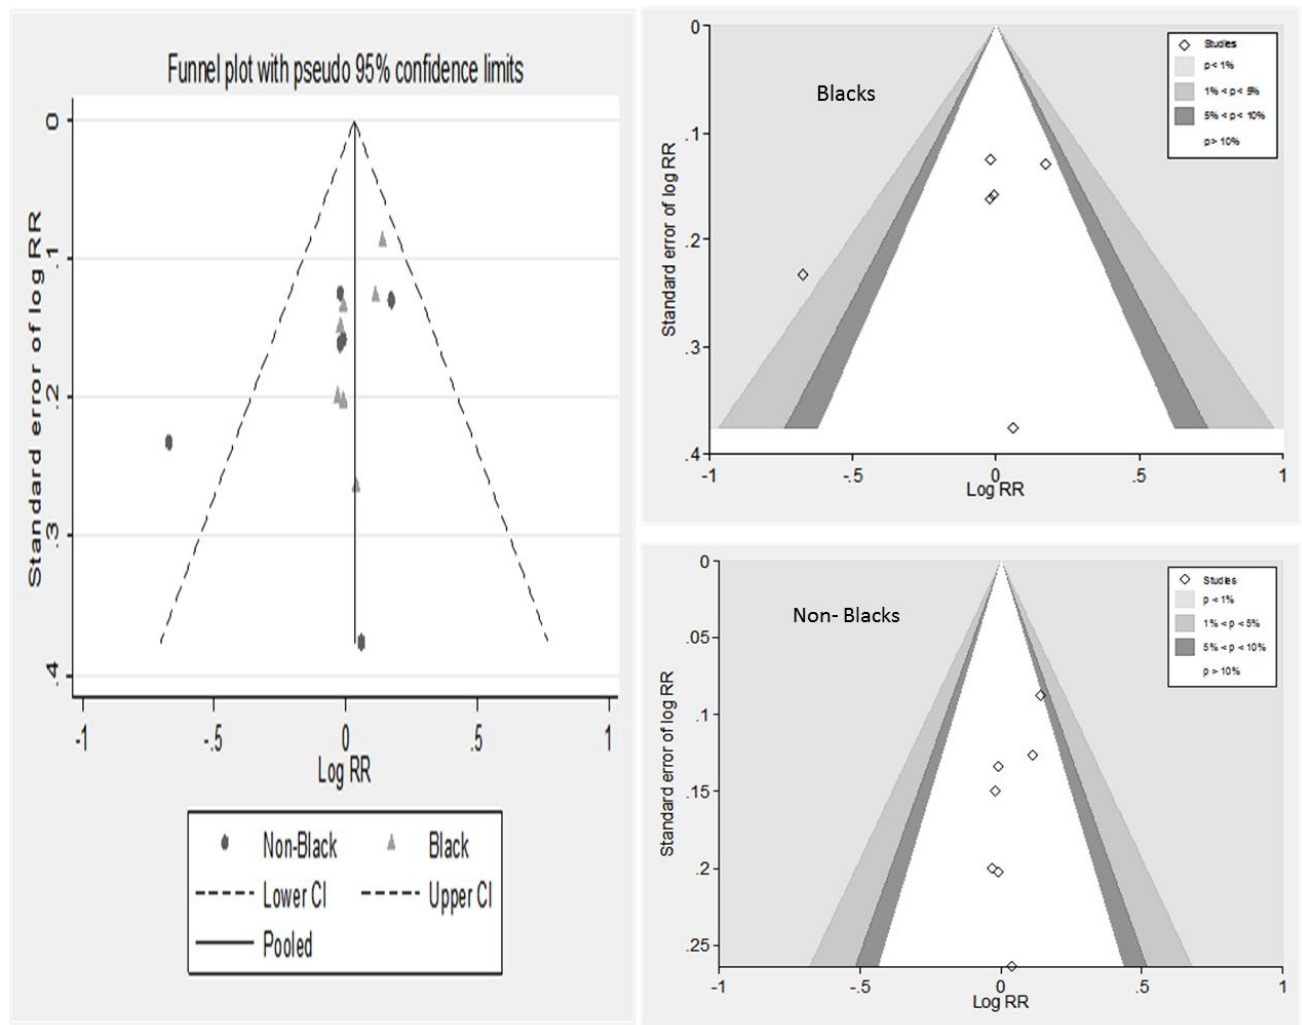 Funnel plot with pseudo 95% confidence limits
Standard error of log RR
0
.1
.2
.3
.4
-1
-.5
0
.5
1
Log RR
Non-Black
Black
Lower CI
Upper CI
Pooled
Blacks
Standard error of log RR
0
.1
.2
.3
.4
-1
-.5
0
.5
1
Log RR
Studies
p < 1%
1% < p < 5%
5% < p < 10%
p > 10%
Non- Blacks
Standard error of log RR
0
.05
.1
.15
.2
.25
-1
-.5
0
.5
1
Log RR
Studies
p < 1%
1% < p < 5%
5% < p < 10%
p > 10%